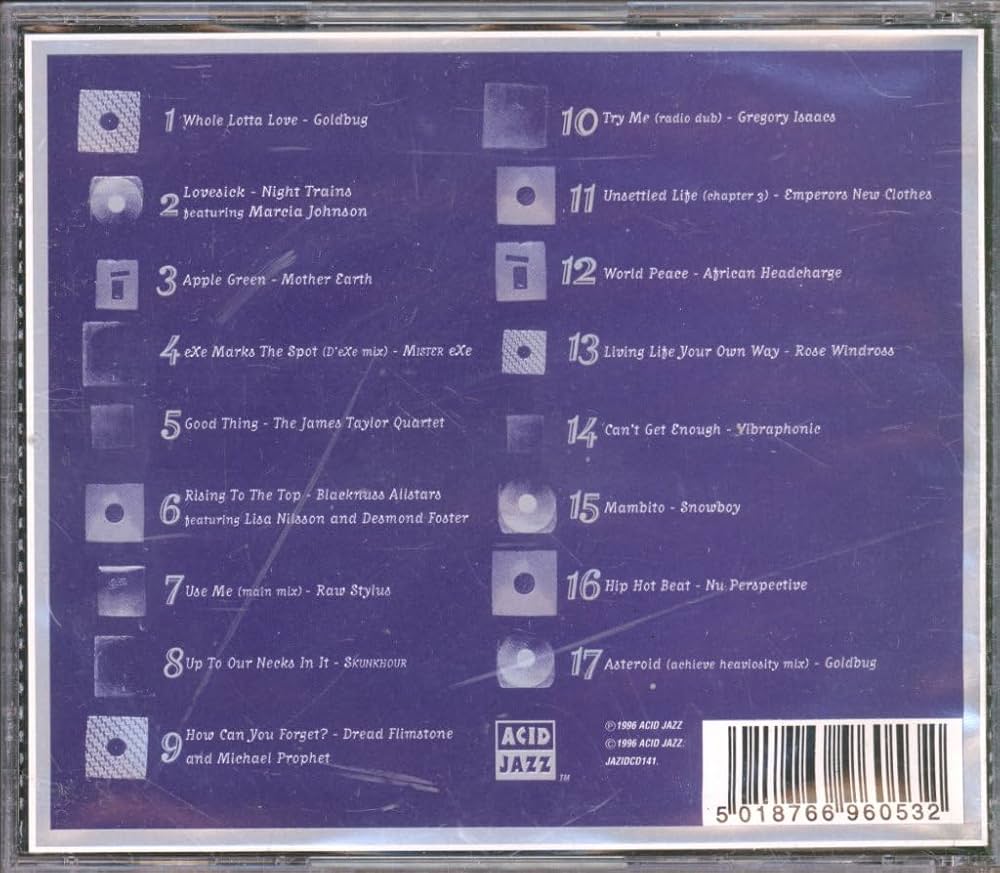 1 Whole Lotta Love - Goldbug
2 Lovesick - Night Trains
featuring Marcia Johnson
3 Apple Green - Mother Earth
4 eXe Marks The Spot (D'eXe mix) - MISTER eXe
5 Good Thing - The James Taylor Quartet
6 Rising To The Top - Blacknuss Allstars
featuring Lisa Nilsson and Desmond Foster
7 Use Me (main mix) - Raw Stylus
8 Up To Our Necks In It - SKUNKHOUR
9 How Can You Forget? - Dread Flimstone
and Michael Prophet
10 Try Me (radio dub) - Gregory Isaacs
11 Unsettled Life (chapter 3) - Emperors New Clothes
12 World Peace - African Headcharge
13 Living Life Your Own Way - Rose Windross
14 Can't Get Enough - Vibraphonic
15 Mambito - Snowboy
16 Hip Hot Beat - Nu Perspective
17 Asteroid (achieve heaviosity mix) - Goldbug
ACID
JAZZ
TM
℗ 1996 ACID JAZZ
© 1996 ACID JAZZ.
JAZIDCD141.
5 018766 960532